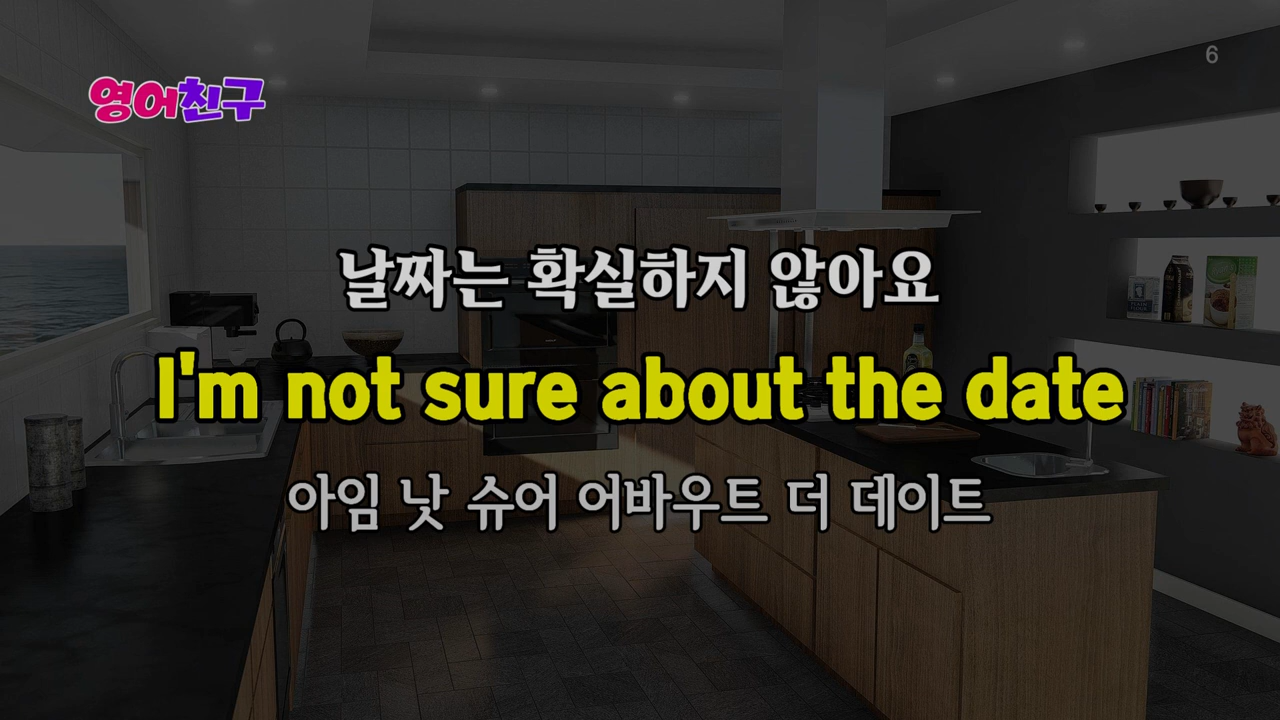 6
영어친구
날짜는 확실하지 않아요
I'm not sure about the date
아임 낫 슈어 어바우트 더 데이트